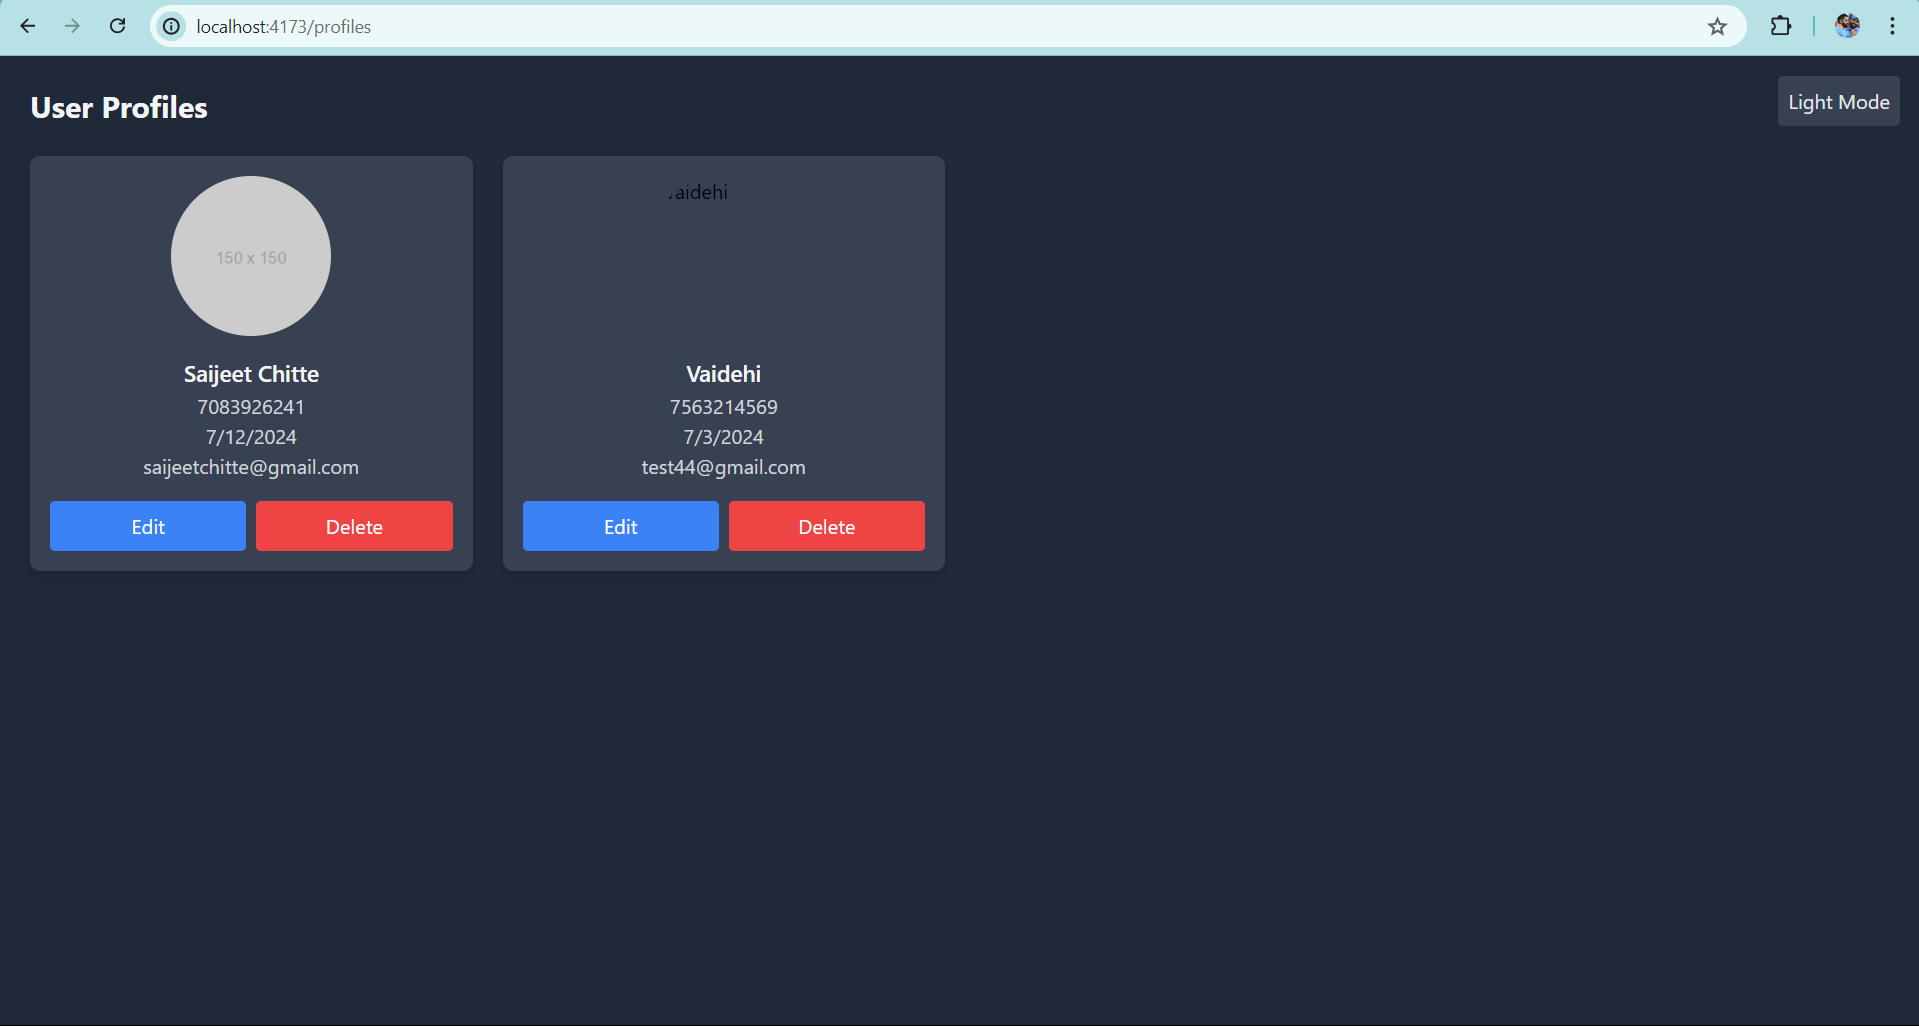 localhost:4173/profiles
User Profiles
Light Mode
150 x 150
Saijeet Chitte
7083926241
7/12/2024
saijeetchitte@gmail.com
Edit
Delete
aidehi
Vaidehi
7563214569
7/3/2024
test44@gmail.com
Edit
Delete